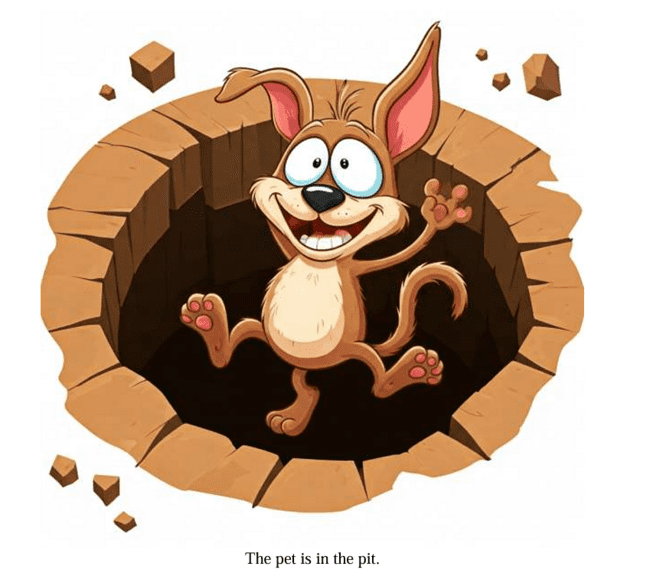 The pet is in the pit.